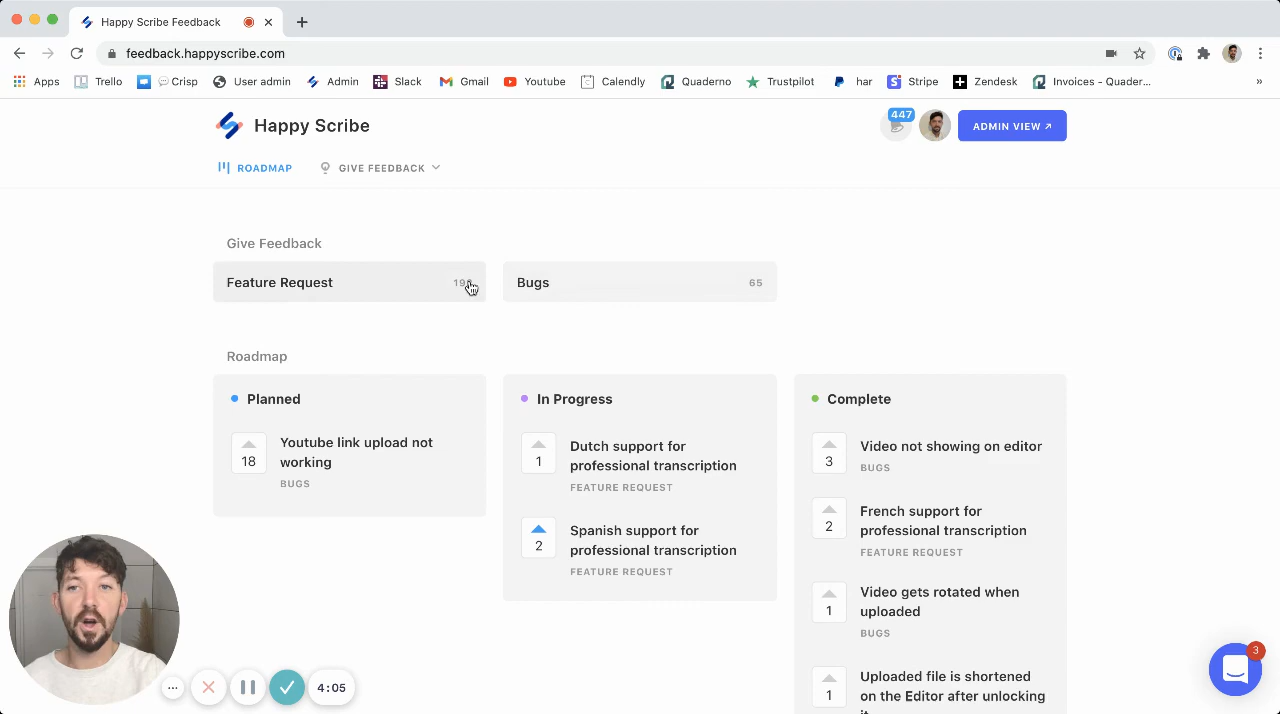 Happy Scribe Feedback
feedback.happyscribe.com
Apps Trello Crisp User admin Admin Slack Gmail Youtube Calendly Quaderno Trustpilot har Stripe Zendesk Invoices - Quader... »
Happy Scribe
447
ADMIN VIEW ↗
ROADMAP
GIVE FEEDBACK
Give Feedback
Feature Request
Bugs 65
Roadmap
Planned
18
Youtube link upload not
working
BUGS
In Progress
1
Dutch support for
professional transcription
FEATURE REQUEST
2
Spanish support for
professional transcription
FEATURE REQUEST
Complete
3
Video not showing on editor
BUGS
2
French support for
professional transcription
FEATURE REQUEST
1
Video gets rotated when
uploaded
BUGS
1
Uploaded file is shortened
on the Editor after unlocking
4:05
3